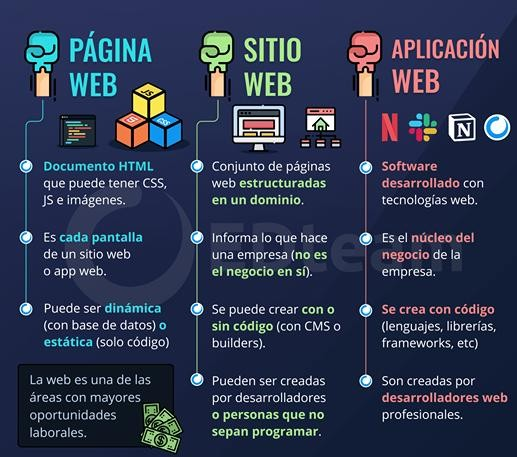 PÁGINA
WEB
JS
5
CSS
Documento HTML
que puede tener CSS,
JS e imágenes.
Es cada pantalla
de un sitio web
o app web.
Puede ser dinámica
(con base de datos) o
estática (solo código)
La web es una de las
áreas con mayores
oportunidades
laborales.
SITIO
WEB
Conjunto de páginas
web estructuradas
en un dominio.
Informa lo que hace
una empresa (no es
el negocio en sí).
Se puede crear con o
sin código (con CMS o
builders).
Pueden ser creadas
por desarrolladores
o personas que no
sepan programar.
APLICACIÓN
WEB
N
N
Software
desarrollado con
tecnologías web.
Es el núcleo del
negocio de la
empresa.
Se crea con código
(lenguajes, librerías,
frameworks, etc)
Son creadas por
desarrolladores web
profesionales.
EDteam